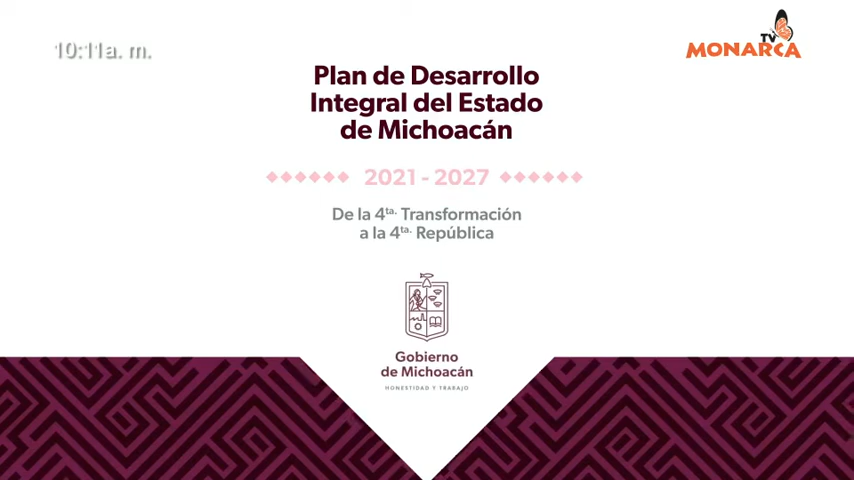 10:11a. m.
TV
MONARCA
Plan de Desarrollo
Integral del Estado
de Michoacán
2021 - 2027
De la 4ta. Transformación
a la 4ta. República
Gobierno
de Michoacán
HONESTIDAD Y TRABAJO